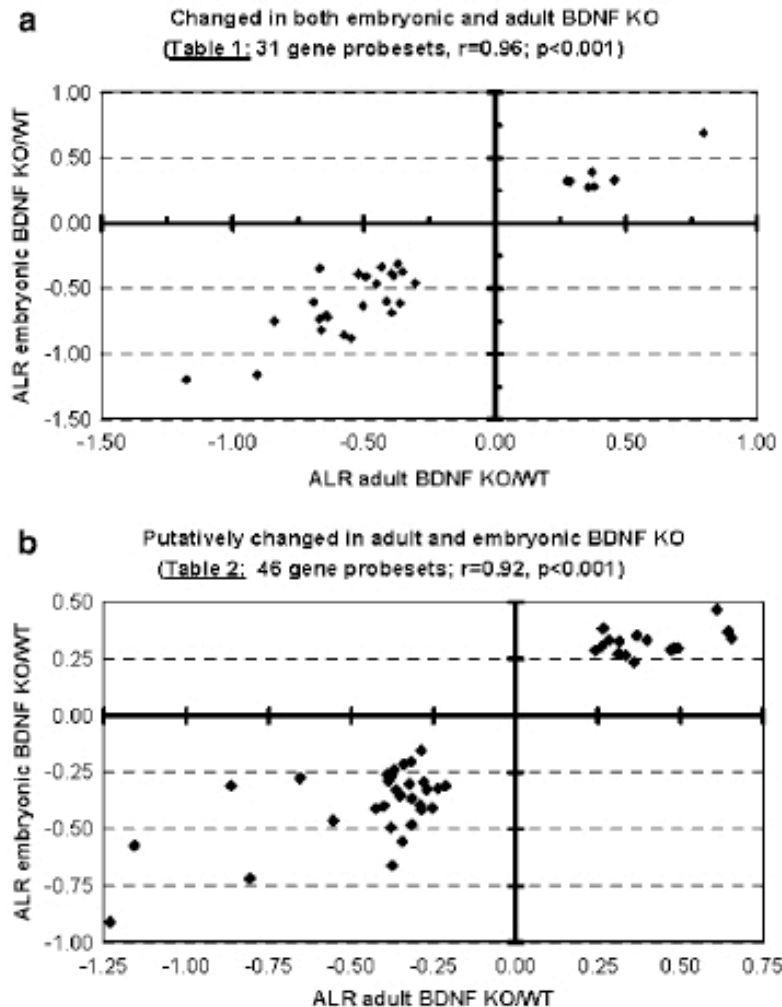 a
Changed in both embryonic and adult BDNF KO
(Table 1: 31 gene probesets, r=0.96; p<0.001)
ALR embryonic BDNF KO/WT
1.00
0.50
0.00
-0.50
-1.00
-1.50
-1.50 -1.00 -0.50 0.00 0.50 1.00
ALR adult BDNF KO/WT
b
Putatively changed in adult and embryonic BDNF KO
(Table 2: 46 gene probesets; r=0.92, p<0.001)
ALR embryonic BDNF KO/WT
0.50
0.25
0.00
-0.25
-0.50
-0.75
-1.00
-1.25 -1.00 -0.75 -0.50 -0.25 0.00 0.25 0.50 0.75
ALR adult BDNF KO/WT